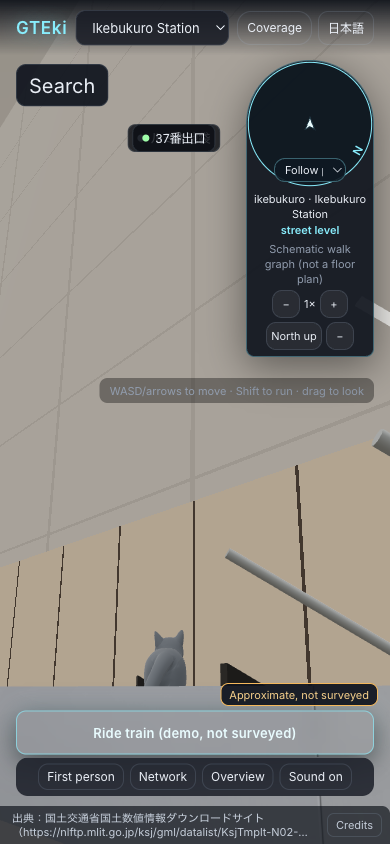 GTEki
Ikebukuro Station
Coverage
日本語
Search
37番出口
N
Follow
ikebukuro · Ikebukuro
Station
street level
Schematic walk
graph (not a floor
plan)
− 1× +
North up −
WASD/arrows to move · Shift to run · drag to look
Approximate, not surveyed
Ride train (demo, not surveyed)
First person
Network
Overview
Sound on
出典：国土交通省国土数値情報ダウンロードサイト
（https://nlftp.mlit.go.jp/ksj/gml/datalist/KsjTmplt-N02-...
Credits